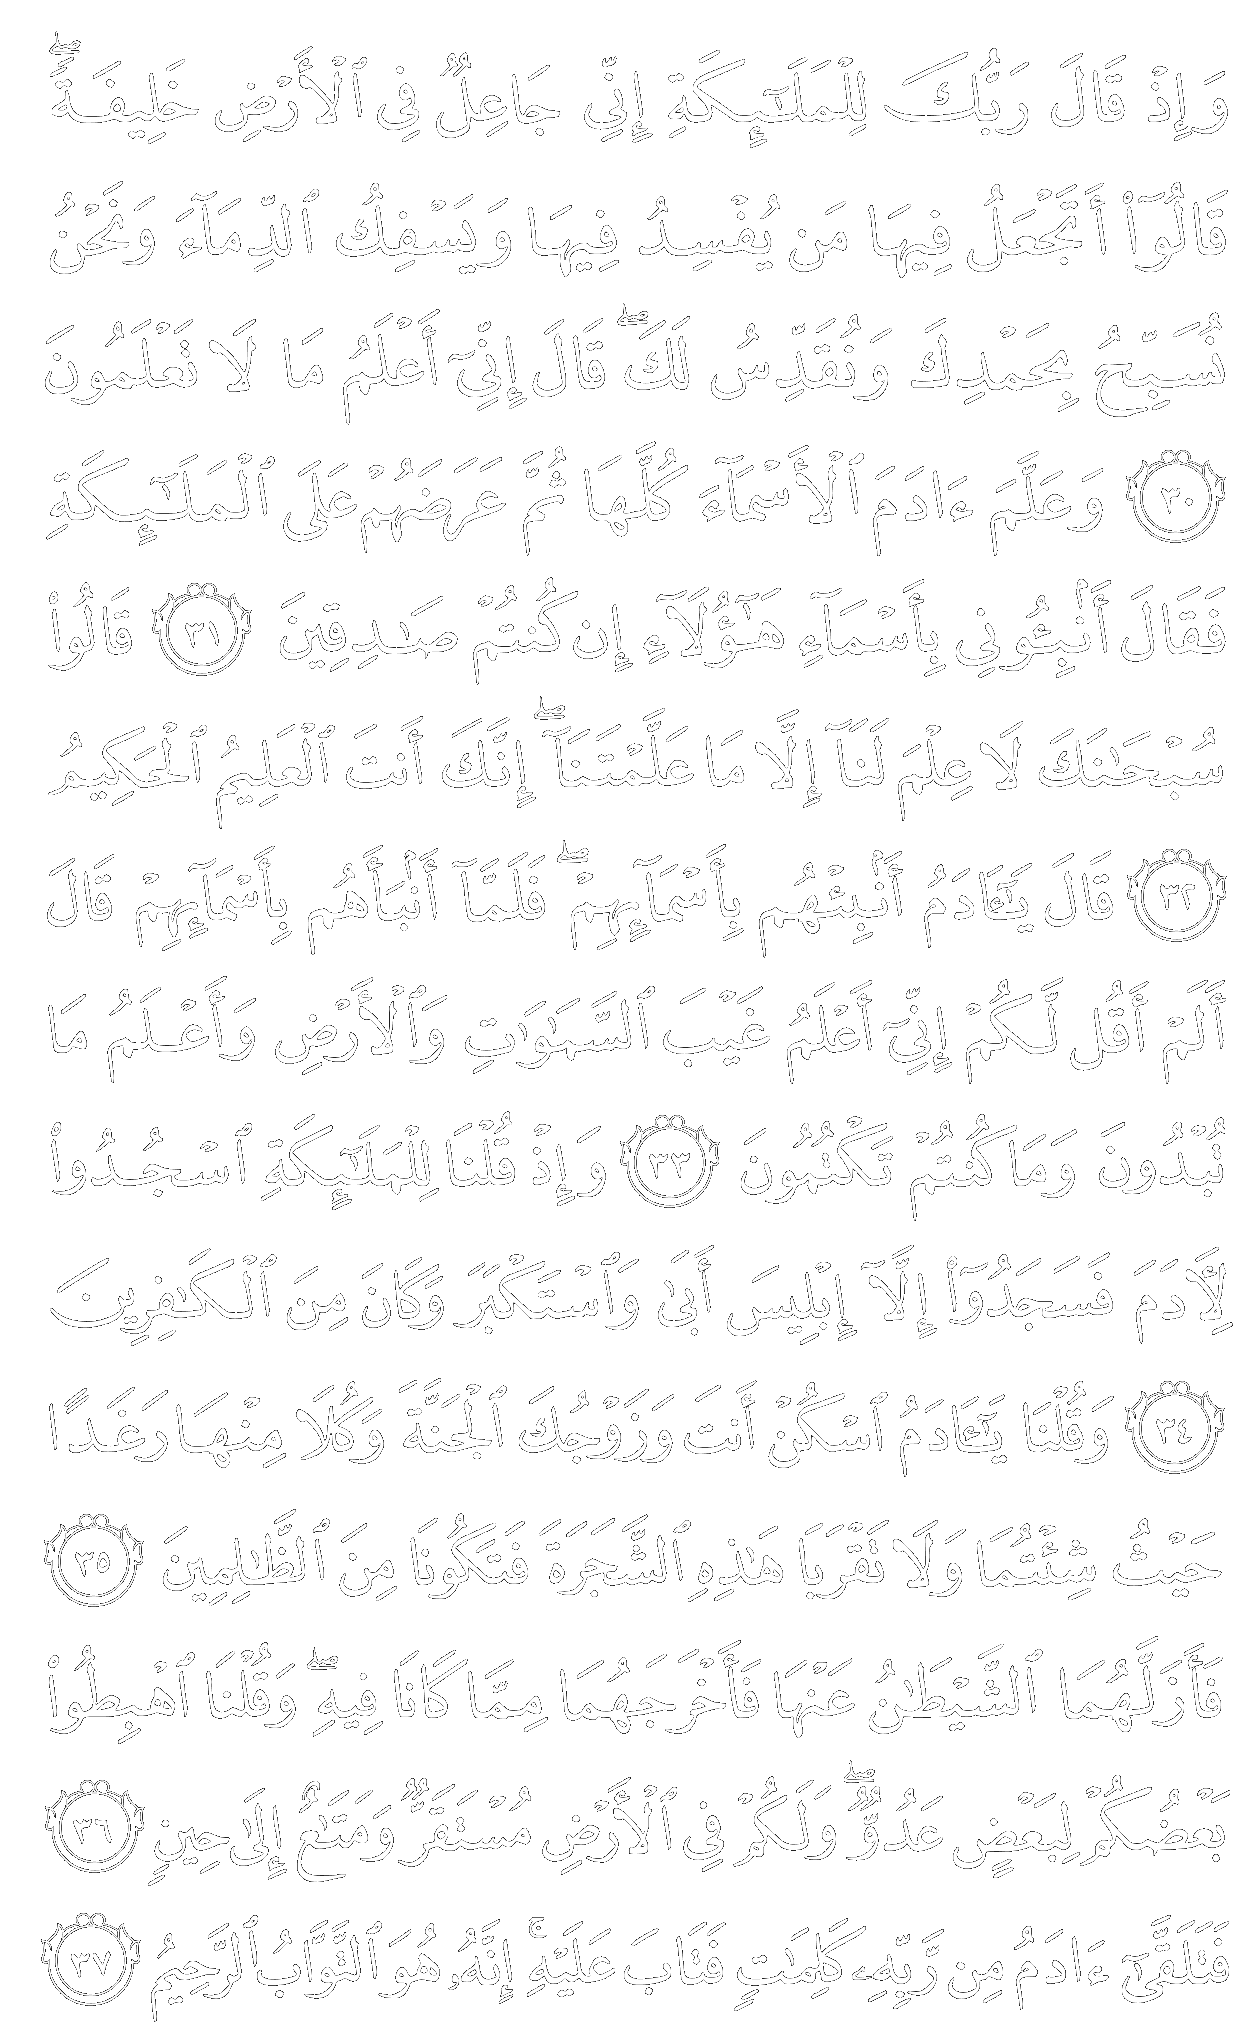 وَإِذۡ قَالَ رَبُّكَ لِلۡمَلَٰٓئِكَةِ إِنِّي جَاعِلٞ فِي ٱلۡأَرۡضِ خَلِيفَةٗۖ
قَالُوٓاْ أَتَجۡعَلُ فِيهَا مَن يُفۡسِدُ فِيهَا وَيَسۡفِكُ ٱلدِّمَآءَ وَنَحۡنُ
نُسَبِّحُ بِحَمۡدِكَ وَنُقَدِّسُ لَكَۖ قَالَ إِنِّيٓ أَعۡلَمُ مَا لَا تَعۡلَمُونَ
٣٠ وَعَلَّمَ ءَادَمَ ٱلۡأَسۡمَآءَ كُلَّهَا ثُمَّ عَرَضَهُمۡ عَلَى ٱلۡمَلَٰٓئِكَةِ
فَقَالَ أَنۢبِـُٔونِي بِأَسۡمَآءِ هَٰٓؤُلَآءِ إِن كُنتُمۡ صَٰدِقِينَ ٣١ قَالُواْ
سُبۡحَٰنَكَ لَا عِلۡمَ لَنَآ إِلَّا مَا عَلَّمۡتَنَآۖ إِنَّكَ أَنتَ ٱلۡعَلِيمُ ٱلۡحَكِيمُ
٣٢ قَالَ يَٰٓـَٔادَمُ أَنۢبِئۡهُم بِأَسۡمَآئِهِمۡۖ فَلَمَّآ أَنۢبَأَهُم بِأَسۡمَآئِهِمۡ قَالَ
أَلَمۡ أَقُل لَّكُمۡ إِنِّيٓ أَعۡلَمُ غَيۡبَ ٱلسَّمَٰوَٰتِ وَٱلۡأَرۡضِ وَأَعۡلَمُ مَا
تُبۡدُونَ وَمَا كُنتُمۡ تَكۡتُمُونَ ٣٣ وَإِذۡ قُلۡنَا لِلۡمَلَٰٓئِكَةِ ٱسۡجُدُواْ
لِأٓدَمَ فَسَجَدُوٓاْ إِلَّآ إِبۡلِيسَ أَبَىٰ وَٱسۡتَكۡبَرَ وَكَانَ مِنَ ٱلۡكَٰفِرِينَ
٣٤ وَقُلۡنَا يَٰٓـَٔادَمُ ٱسۡكُنۡ أَنتَ وَزَوۡجُكَ ٱلۡجَنَّةَ وَكُلَا مِنۡهَا رَغَدًا
حَيۡثُ شِئۡتُمَا وَلَا تَقۡرَبَا هَٰذِهِ ٱلشَّجَرَةَ فَتَكُونَا مِنَ ٱلظَّٰلِمِينَ ٣٥
فَأَزَلَّهُمَا ٱلشَّيۡطَٰنُ عَنۡهَا فَأَخۡرَجَهُمَا مِمَّا كَانَا فِيهِۖ وَقُلۡنَا ٱهۡبِطُواْ
بَعۡضُكُمۡ لِبَعۡضٍ عَدُوّٞۖ وَلَكُمۡ فِي ٱلۡأَرۡضِ مُسۡتَقَرّٞ وَمَتَٰعٌ إِلَىٰ حِينٖ ٣٦
فَتَلَقَّىٰٓ ءَادَمُ مِن رَّبِّهِۦ كَلِمَٰتٖ فَتَابَ عَلَيۡهِۚ إِنَّهُۥ هُوَ ٱلتَّوَّابُ ٱلرَّحِيمُ ٣٧